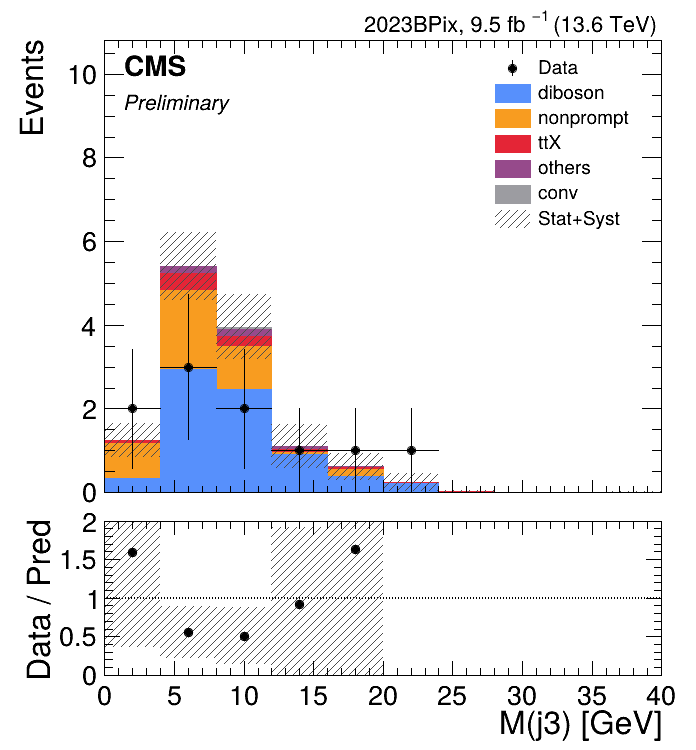 2023BPix, 9.5 fb⁻¹ (13.6 TeV)
CMS
Preliminary
Events
Data
diboson
nonprompt
ttX
others
conv
Stat+Syst
10
8
6
4
2
0
Data / Pred
2
1.5
1
0.5
0
0 5 10 15 20 25 30 35 40
M(j3) [GeV]